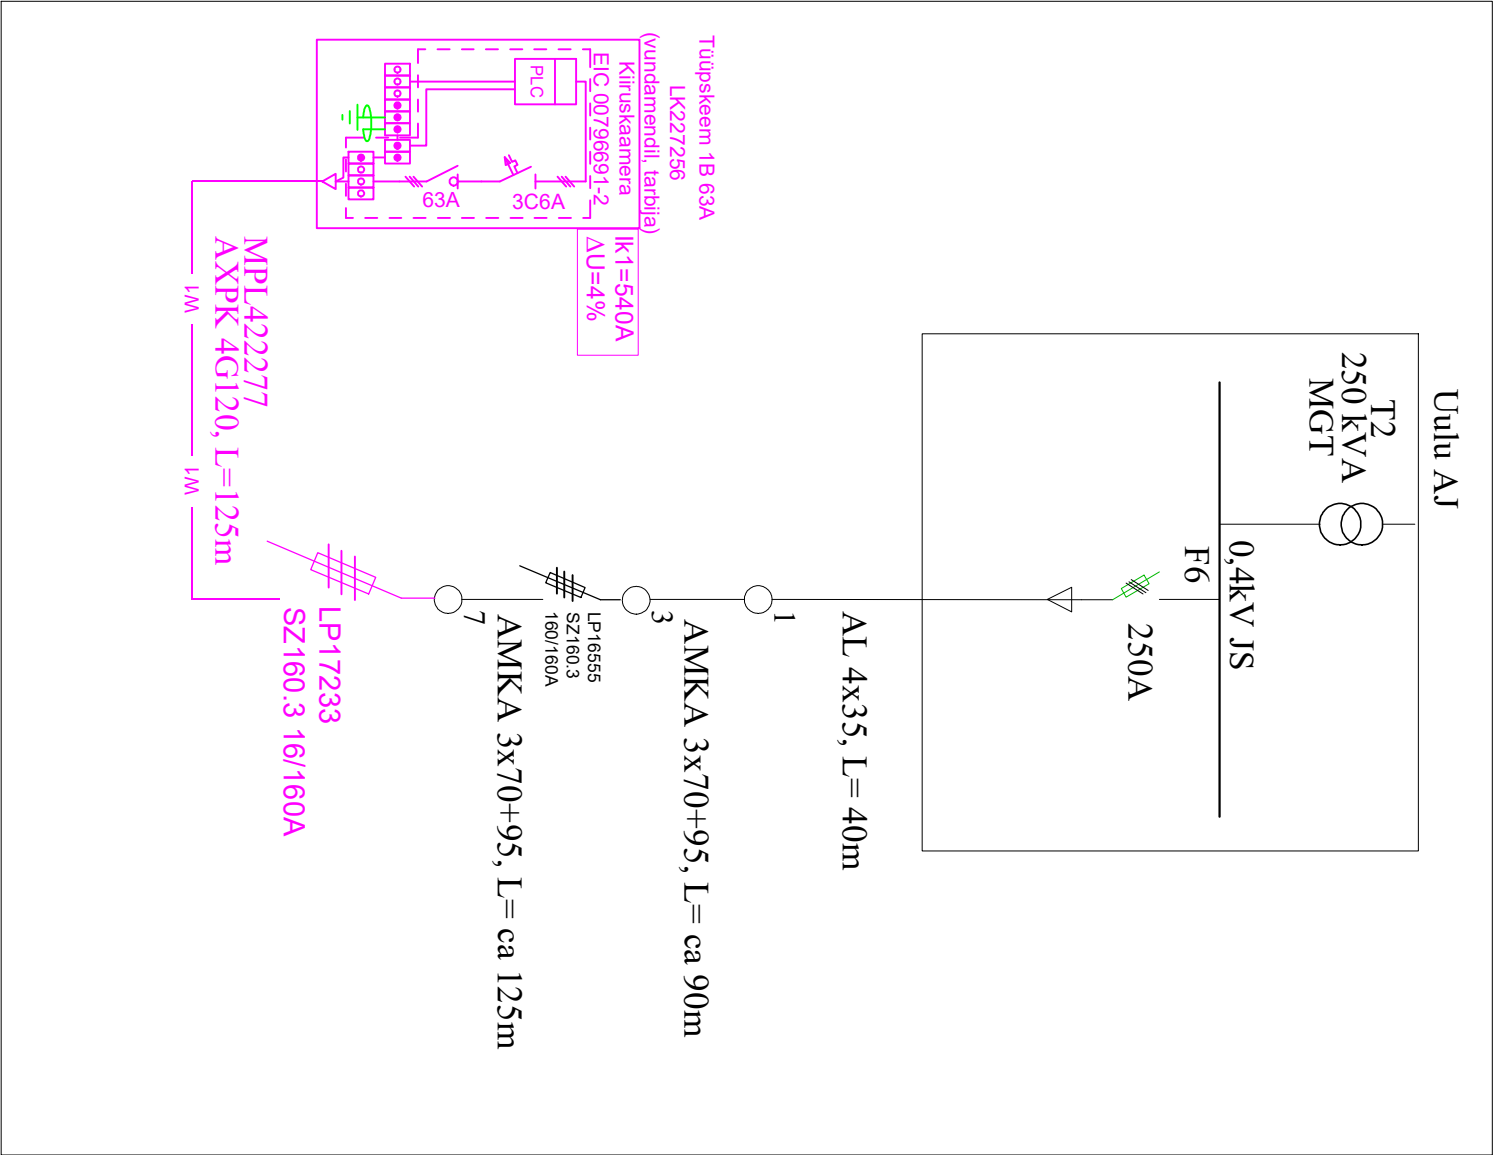 Uulu AJ
T2
250 kVA
MGT
0,4kV JS
F6
250A
AL 4x35, L= 40m
1
AMKA 3x70+95, L= ca 90m
3
LP16555
SZ160.3
160/160A
AMKA 3x70+95, L= ca 125m
7
LP17233
SZ160.3 16/160A
MPL422277
AXPK 4G120, L=125m
W1
W1
Tüüpskeem 1B 63A
LK227256
(vundamendil, tarbija)
Kiiruskaamera
EIC 00796691-2
PLC
3C6A
63A
Ik1=540A
ΔU=4%